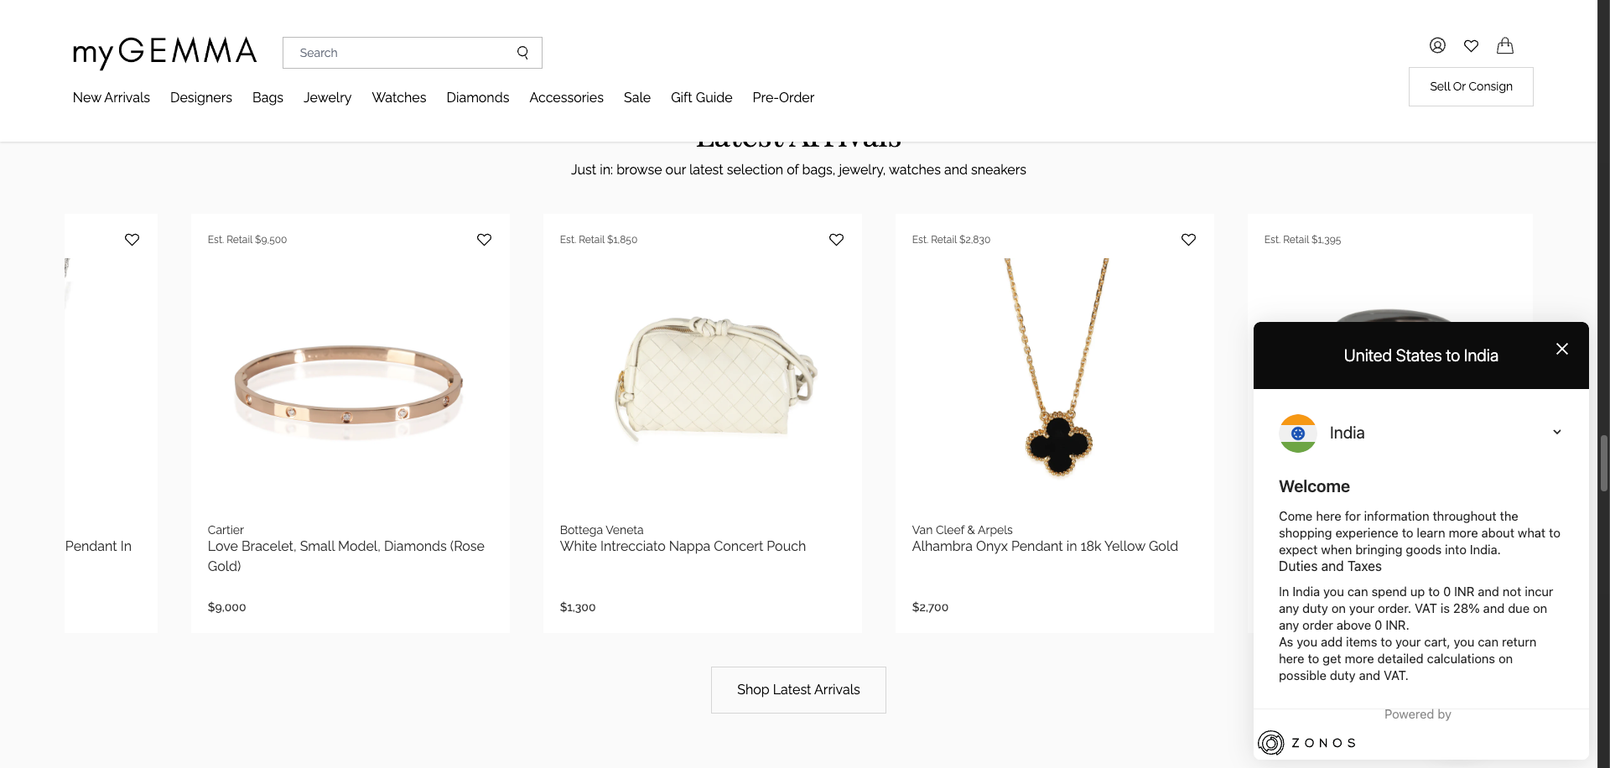 myGEMMA
Search
Sell Or Consign
New Arrivals Designers Bags Jewelry Watches Diamonds Accessories Sale Gift Guide Pre-Order
Latest Arrivals
Just in: browse our latest selection of bags, jewelry, watches and sneakers
Est. Retail $9,500
Est. Retail $1,850
Est. Retail $2,830
Est. Retail $1,395
Pendant In
Cartier
Love Bracelet, Small Model, Diamonds (Rose
Gold)
$9,000
Bottega Veneta
White Intrecciato Nappa Concert Pouch
$1,300
Van Cleef & Arpels
Alhambra Onyx Pendant in 18k Yellow Gold
$2,700
Shop Latest Arrivals
United States to India
India
Welcome
Come here for information throughout the
shopping experience to learn more about what to
expect when bringing goods into India.
Duties and Taxes
In India you can spend up to 0 INR and not incur
any duty on your order. VAT is 28% and due on
any order above 0 INR.
As you add items to your cart, you can return
here to get more detailed calculations on
possible duty and VAT.
Powered by
ZONOS